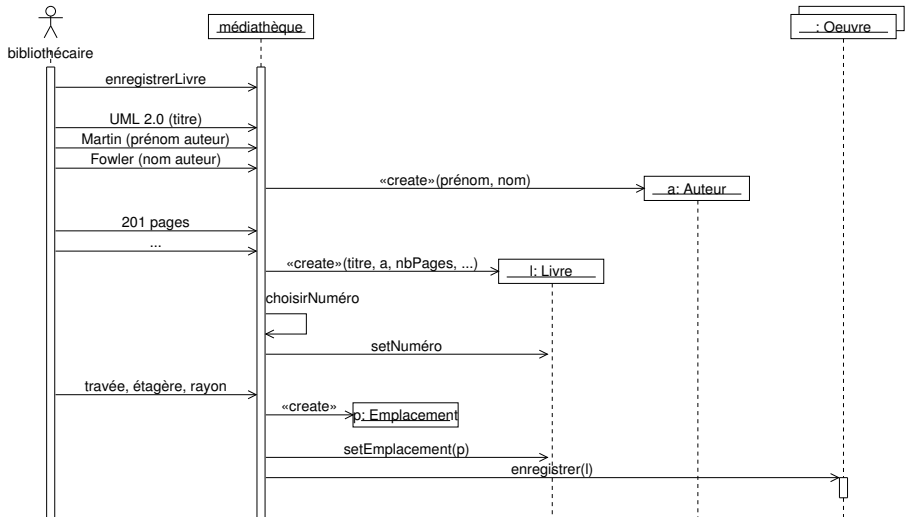 médiathèque
: Oeuvre
bibliothécaire
enregistrerLivre
UML 2.0 (titre)
Martin (prénom auteur)
Fowler (nom auteur)
«create»(prénom, nom)
a: Auteur
201 pages
...
«create»(titre, a, nbPages, ...)
l: Livre
choisirNuméro
setNuméro
travée, étagère, rayon
«create»
p: Emplacement
setEmplacement(p)
enregistrer(l)